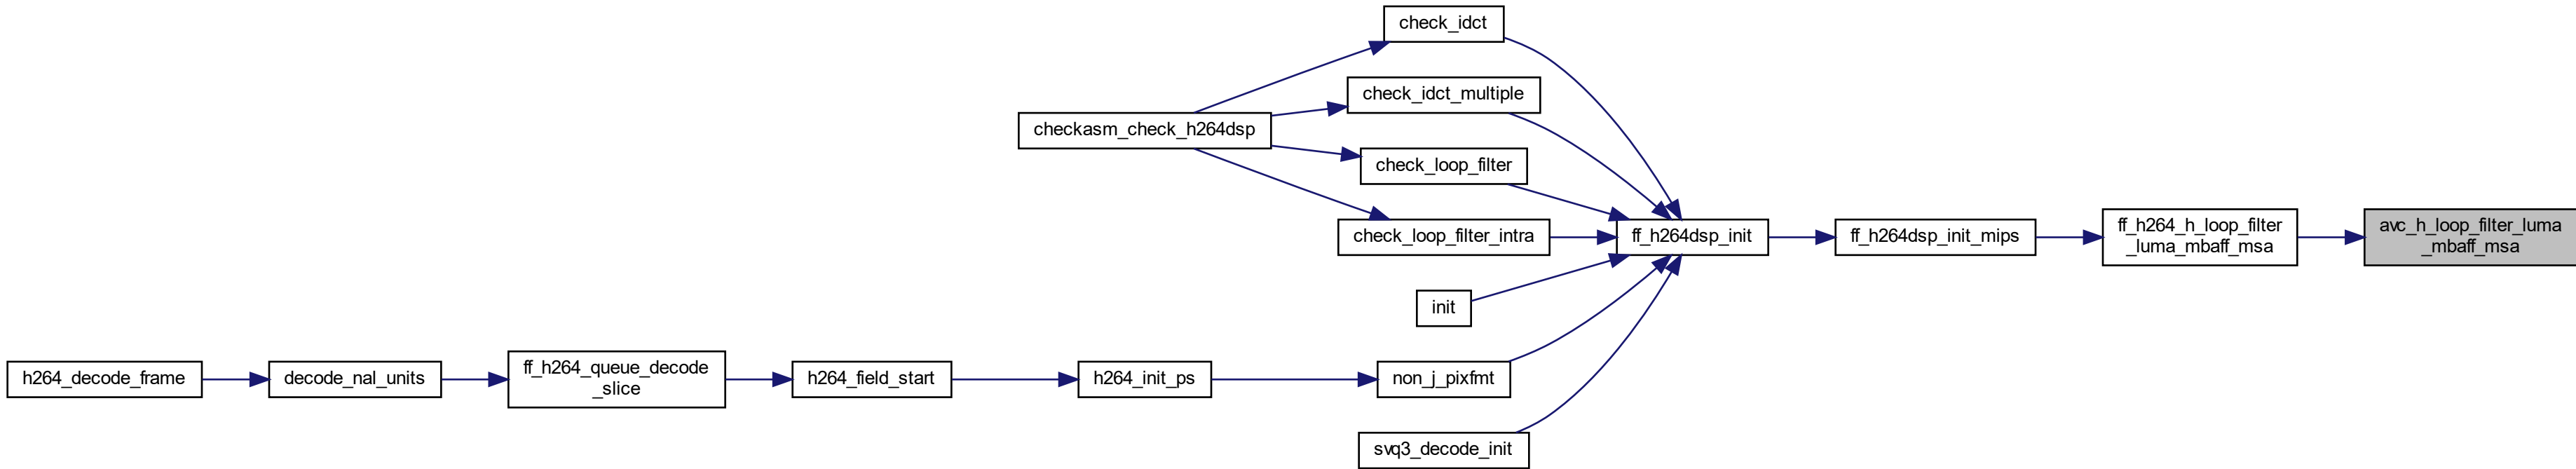 check_idct
check_idct_multiple
checkasm_check_h264dsp
check_loop_filter
check_loop_filter_intra
ff_h264dsp_init
ff_h264dsp_init_mips
ff_h264_h_loop_filter
_luma_mbaff_msa
avc_h_loop_filter_luma
_mbaff_msa
init
h264_decode_frame
decode_nal_units
ff_h264_queue_decode
_slice
h264_field_start
h264_init_ps
non_j_pixfmt
svq3_decode_init